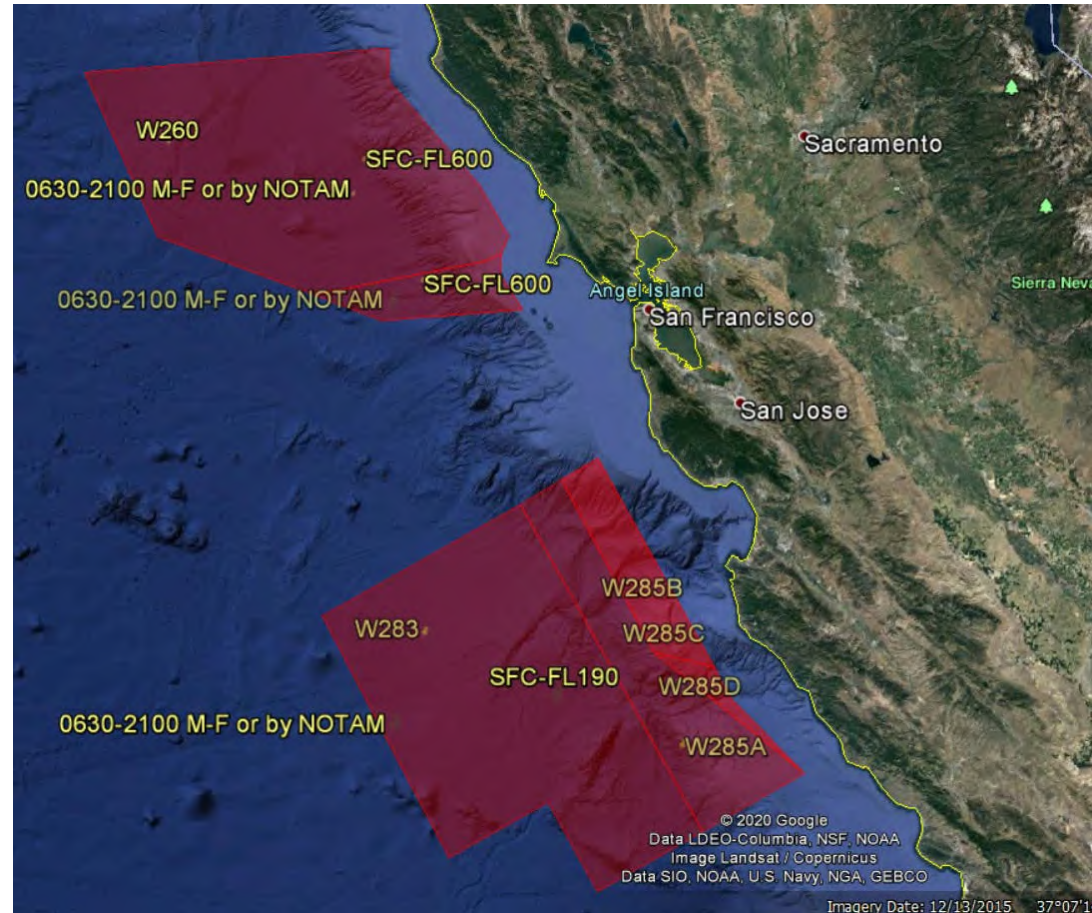 W260
Sacramento
SFC-FL600
0630-2100 M-F or by NOTAM
SFC-FL600
Sierra Neva
Angel Island
0630-2100 M-F or by NOTAM
San Francisco
San Jose
W285B
W283
W285C
SFC-FL190
W285D
0630-2100 M-F or by NOTAM
W285A
© 2020 Google
Data LDEO-Columbia, NSF, NOAA
Image Landsat / Copernicus
Data SIO, NOAA, U.S. Navy, NGA, GEBCO
Imagery Date: 12/13/2015 37°07'1